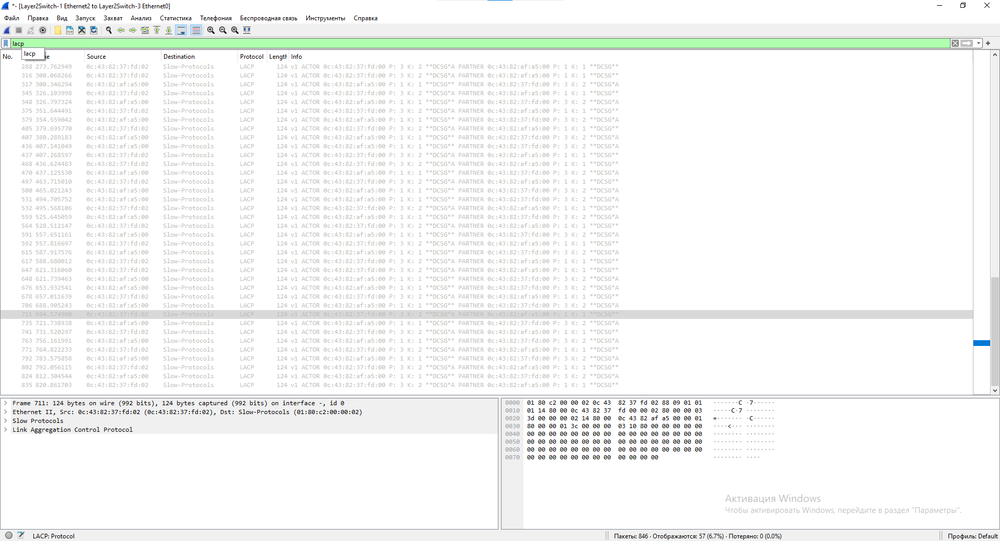 *- [Layer2Switch-1 Ethernet2 to Layer2Switch-3 Ethernet0]
Файл Правка Вид Запуск Захват Анализ Статистика Телефония Беспроводная связь Инструменты Справка
lacp
lacp
No. Source Destination Protocol Length Info
288 273.762949 0c:43:82:37:fd:02 Slow-Protocols LACP 124 v1 ACTOR 0c:43:82:37:fd:00 P: 3 K: 2 **DCSG*A PARTNER 0c:43:82:af:a5:00 P: 1 K: 1 **DCSG**
316 300.068266 0c:43:82:37:fd:02 Slow-Protocols LACP 124 v1 ACTOR 0c:43:82:37:fd:00 P: 3 K: 2 **DCSG*A PARTNER 0c:43:82:af:a5:00 P: 1 K: 1 **DCSG**
317 300.346294 0c:43:82:af:a5:00 Slow-Protocols LACP 124 v1 ACTOR 0c:43:82:af:a5:00 P: 1 K: 1 **DCSG** PARTNER 0c:43:82:37:fd:00 P: 3 K: 2 **DCSG*A
345 326.103998 0c:43:82:37:fd:02 Slow-Protocols LACP 124 v1 ACTOR 0c:43:82:37:fd:00 P: 3 K: 2 **DCSG*A PARTNER 0c:43:82:af:a5:00 P: 1 K: 1 **DCSG**
348 326.797324 0c:43:82:af:a5:00 Slow-Protocols LACP 124 v1 ACTOR 0c:43:82:af:a5:00 P: 1 K: 1 **DCSG** PARTNER 0c:43:82:37:fd:00 P: 3 K: 2 **DCSG*A
375 351.644491 0c:43:82:37:fd:02 Slow-Protocols LACP 124 v1 ACTOR 0c:43:82:37:fd:00 P: 3 K: 2 **DCSG*A PARTNER 0c:43:82:af:a5:00 P: 1 K: 1 **DCSG**
379 354.559042 0c:43:82:af:a5:00 Slow-Protocols LACP 124 v1 ACTOR 0c:43:82:af:a5:00 P: 1 K: 1 **DCSG** PARTNER 0c:43:82:37:fd:00 P: 3 K: 2 **DCSG*A
405 379.695770 0c:43:82:37:fd:02 Slow-Protocols LACP 124 v1 ACTOR 0c:43:82:37:fd:00 P: 3 K: 2 **DCSG*A PARTNER 0c:43:82:af:a5:00 P: 1 K: 1 **DCSG**
407 380.289183 0c:43:82:af:a5:00 Slow-Protocols LACP 124 v1 ACTOR 0c:43:82:af:a5:00 P: 1 K: 1 **DCSG** PARTNER 0c:43:82:37:fd:00 P: 3 K: 2 **DCSG*A
436 407.141049 0c:43:82:af:a5:00 Slow-Protocols LACP 124 v1 ACTOR 0c:43:82:af:a5:00 P: 1 K: 1 **DCSG** PARTNER 0c:43:82:37:fd:00 P: 3 K: 2 **DCSG*A
437 407.268597 0c:43:82:37:fd:02 Slow-Protocols LACP 124 v1 ACTOR 0c:43:82:37:fd:00 P: 3 K: 2 **DCSG*A PARTNER 0c:43:82:af:a5:00 P: 1 K: 1 **DCSG**
468 436.624483 0c:43:82:37:fd:02 Slow-Protocols LACP 124 v1 ACTOR 0c:43:82:37:fd:00 P: 3 K: 2 **DCSG*A PARTNER 0c:43:82:af:a5:00 P: 1 K: 1 **DCSG**
470 437.125530 0c:43:82:af:a5:00 Slow-Protocols LACP 124 v1 ACTOR 0c:43:82:af:a5:00 P: 1 K: 1 **DCSG** PARTNER 0c:43:82:37:fd:00 P: 3 K: 2 **DCSG*A
497 463.715010 0c:43:82:37:fd:02 Slow-Protocols LACP 124 v1 ACTOR 0c:43:82:37:fd:00 P: 3 K: 2 **DCSG*A PARTNER 0c:43:82:af:a5:00 P: 1 K: 1 **DCSG**
500 465.021243 0c:43:82:af:a5:00 Slow-Protocols LACP 124 v1 ACTOR 0c:43:82:af:a5:00 P: 1 K: 1 **DCSG** PARTNER 0c:43:82:37:fd:00 P: 3 K: 2 **DCSG*A
531 494.705752 0c:43:82:af:a5:00 Slow-Protocols LACP 124 v1 ACTOR 0c:43:82:af:a5:00 P: 1 K: 1 **DCSG** PARTNER 0c:43:82:37:fd:00 P: 3 K: 2 **DCSG*A
532 495.568106 0c:43:82:37:fd:02 Slow-Protocols LACP 124 v1 ACTOR 0c:43:82:37:fd:00 P: 3 K: 2 **DCSG*A PARTNER 0c:43:82:af:a5:00 P: 1 K: 1 **DCSG**
559 525.645059 0c:43:82:af:a5:00 Slow-Protocols LACP 124 v1 ACTOR 0c:43:82:af:a5:00 P: 1 K: 1 **DCSG** PARTNER 0c:43:82:37:fd:00 P: 3 K: 2 **DCSG*A
564 528.512147 0c:43:82:37:fd:02 Slow-Protocols LACP 124 v1 ACTOR 0c:43:82:37:fd:00 P: 3 K: 2 **DCSG*A PARTNER 0c:43:82:af:a5:00 P: 1 K: 1 **DCSG**
591 557.651161 0c:43:82:af:a5:00 Slow-Protocols LACP 124 v1 ACTOR 0c:43:82:af:a5:00 P: 1 K: 1 **DCSG** PARTNER 0c:43:82:37:fd:00 P: 3 K: 2 **DCSG*A
592 557.816697 0c:43:82:37:fd:02 Slow-Protocols LACP 124 v1 ACTOR 0c:43:82:37:fd:00 P: 3 K: 2 **DCSG*A PARTNER 0c:43:82:af:a5:00 P: 1 K: 1 **DCSG**
615 587.917576 0c:43:82:af:a5:00 Slow-Protocols LACP 124 v1 ACTOR 0c:43:82:af:a5:00 P: 1 K: 1 **DCSG** PARTNER 0c:43:82:37:fd:00 P: 3 K: 2 **DCSG*A
617 588.680012 0c:43:82:37:fd:02 Slow-Protocols LACP 124 v1 ACTOR 0c:43:82:37:fd:00 P: 3 K: 2 **DCSG*A PARTNER 0c:43:82:af:a5:00 P: 1 K: 1 **DCSG**
647 621.316060 0c:43:82:37:fd:02 Slow-Protocols LACP 124 v1 ACTOR 0c:43:82:37:fd:00 P: 3 K: 2 **DCSG*A PARTNER 0c:43:82:af:a5:00 P: 1 K: 1 **DCSG**
648 621.739463 0c:43:82:af:a5:00 Slow-Protocols LACP 124 v1 ACTOR 0c:43:82:af:a5:00 P: 1 K: 1 **DCSG** PARTNER 0c:43:82:37:fd:00 P: 3 K: 2 **DCSG*A
676 653.932541 0c:43:82:af:a5:00 Slow-Protocols LACP 124 v1 ACTOR 0c:43:82:af:a5:00 P: 1 K: 1 **DCSG** PARTNER 0c:43:82:37:fd:00 P: 3 K: 2 **DCSG*A
678 657.011639 0c:43:82:37:fd:02 Slow-Protocols LACP 124 v1 ACTOR 0c:43:82:37:fd:00 P: 3 K: 2 **DCSG*A PARTNER 0c:43:82:af:a5:00 P: 1 K: 1 **DCSG**
706 688.905243 0c:43:82:af:a5:00 Slow-Protocols LACP 124 v1 ACTOR 0c:43:82:af:a5:00 P: 1 K: 1 **DCSG** PARTNER 0c:43:82:37:fd:00 P: 3 K: 2 **DCSG*A
711 694.574900 0c:43:82:37:fd:02 Slow-Protocols LACP 124 v1 ACTOR 0c:43:82:37:fd:00 P: 3 K: 2 **DCSG*A PARTNER 0c:43:82:af:a5:00 P: 1 K: 1 **DCSG**
735 721.738938 0c:43:82:af:a5:00 Slow-Protocols LACP 124 v1 ACTOR 0c:43:82:af:a5:00 P: 1 K: 1 **DCSG** PARTNER 0c:43:82:37:fd:00 P: 3 K: 2 **DCSG*A
741 731.520297 0c:43:82:37:fd:02 Slow-Protocols LACP 124 v1 ACTOR 0c:43:82:37:fd:00 P: 3 K: 2 **DCSG*A PARTNER 0c:43:82:af:a5:00 P: 1 K: 1 **DCSG**
763 756.161991 0c:43:82:af:a5:00 Slow-Protocols LACP 124 v1 ACTOR 0c:43:82:af:a5:00 P: 1 K: 1 **DCSG** PARTNER 0c:43:82:37:fd:00 P: 3 K: 2 **DCSG*A
771 764.822233 0c:43:82:37:fd:02 Slow-Protocols LACP 124 v1 ACTOR 0c:43:82:37:fd:00 P: 3 K: 2 **DCSG*A PARTNER 0c:43:82:af:a5:00 P: 1 K: 1 **DCSG**
792 783.575858 0c:43:82:af:a5:00 Slow-Protocols LACP 124 v1 ACTOR 0c:43:82:af:a5:00 P: 1 K: 1 **DCSG** PARTNER 0c:43:82:37:fd:00 P: 3 K: 2 **DCSG*A
802 792.056115 0c:43:82:37:fd:02 Slow-Protocols LACP 124 v1 ACTOR 0c:43:82:37:fd:00 P: 3 K: 2 **DCSG*A PARTNER 0c:43:82:af:a5:00 P: 1 K: 1 **DCSG**
824 812.304544 0c:43:82:af:a5:00 Slow-Protocols LACP 124 v1 ACTOR 0c:43:82:af:a5:00 P: 1 K: 1 **DCSG** PARTNER 0c:43:82:37:fd:00 P: 3 K: 2 **DCSG*A
835 820.861703 0c:43:82:37:fd:02 Slow-Protocols LACP 124 v1 ACTOR 0c:43:82:37:fd:00 P: 3 K: 2 **DCSG*A PARTNER 0c:43:82:af:a5:00 P: 1 K: 1 **DCSG**
Frame 711: 124 bytes on wire (992 bits), 124 bytes captured (992 bits) on interface -, id 0
Ethernet II, Src: 0c:43:82:37:fd:02 (0c:43:82:37:fd:02), Dst: Slow-Protocols (01:80:c2:00:00:02)
Slow Protocols
Link Aggregation Control Protocol
0000 01 80 c2 00 00 02 0c 43 82 37 fd 02 88 09 01 01 ·······C ·7······
0010 01 14 80 00 0c 43 82 37 fd 00 00 02 80 00 00 03 ·····C·7 ········
0020 3d 00 00 00 02 14 80 00 0c 43 82 af a5 00 00 01 =······· ·C······
0030 80 00 00 01 3c 00 00 00 03 10 80 00 00 00 00 00 ····<··· ········
0040 00 00 00 00 00 00 00 00 00 00 00 00 00 00 00 00 ········ ········
0050 00 00 00 00 00 00 00 00 00 00 00 00 00 00 00 00 ········ ········
0060 00 00 00 00 00 00 00 00 00 00 00 00 00 00 00 00 ········ ········
0070 00 00 00 00 00 00 00 00 00 00 00 00 ········ ····
Активация Windows
Чтобы активировать Windows, перейдите в раздел "Параметры".
LACP: Protocol
Пакеты: 846 · Отображаются: 57 (6.7%) · Потеряно: 0 (0.0%)
Профиль: Default